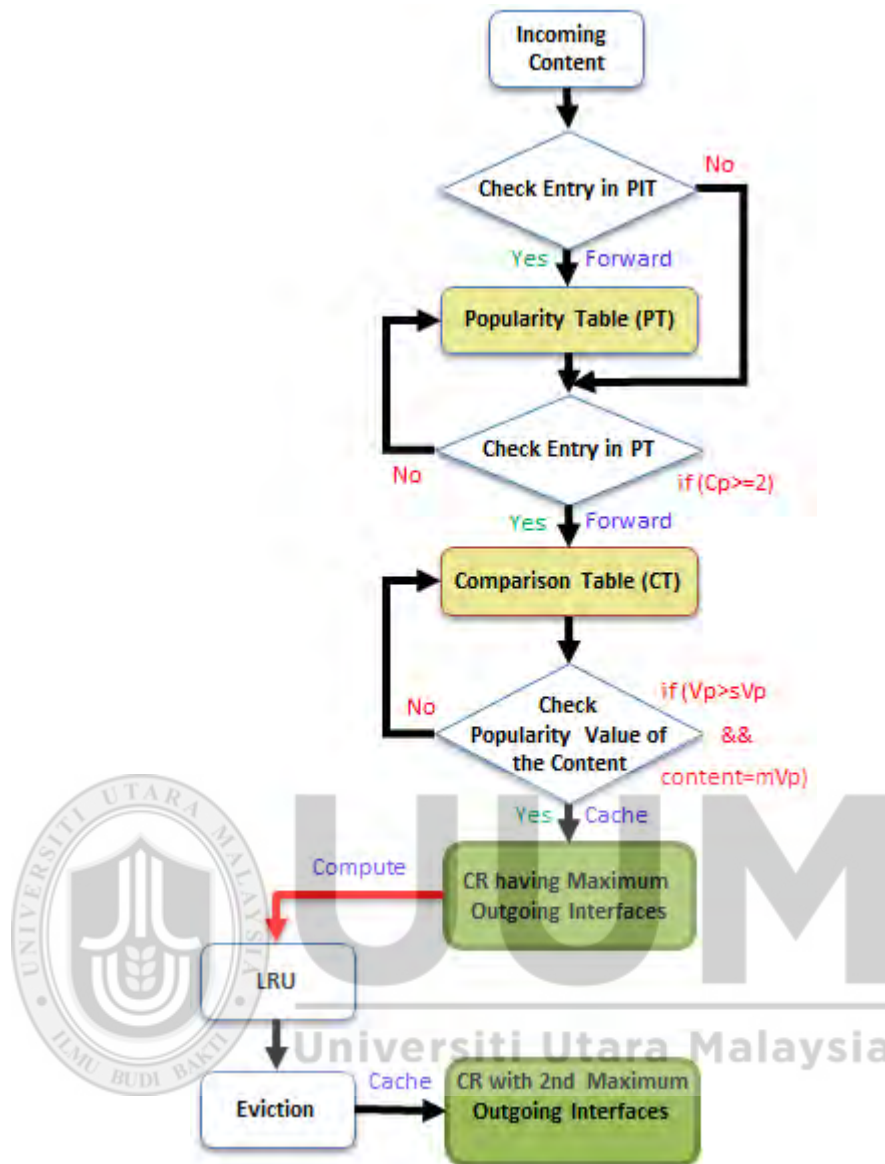 Incoming
Content
Check Entry in PIT
No
Yes Forward
Popularity Table (PT)
Check Entry in PT
No
if (Cp>=2)
Yes Forward
Comparison Table (CT)
Check
Popularity Value of
the Content
No
if (Vp>sVp
&&
content=mVp)
Yes Cache
CR having Maximum
Outgoing Interfaces
Compute
LRU
Eviction
Cache
CR with 2nd Maximum
Outgoing Interfaces
UUM
Universiti Utara Malaysia
UNIVERSITI UTARA MALAYSIA
ILMU BUDI BAKTI